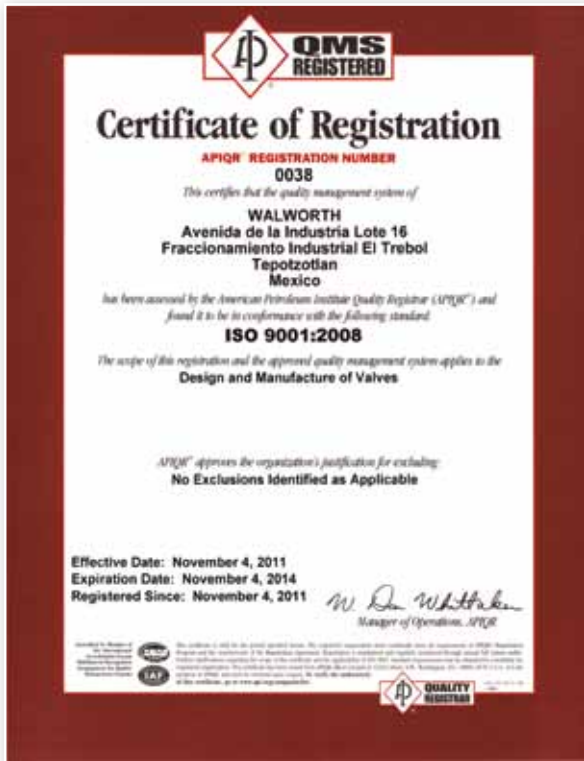 API QMS
REGISTERED
Certificate of Registration
APIQR® REGISTRATION NUMBER
0038
This certifies that the quality management system of
WALWORTH
Avenida de la Industria Lote 16
Fraccionamiento Industrial El Trebol
Tepotzotlan
Mexico
has been assessed by the American Petroleum Institute Quality Registrar (APIQR®) and
found it to be in conformance with the following standard:
ISO 9001:2008
The scope of this registration and the approved quality management system applies to the
Design and Manufacture of Valves
APIQR® approves the organization's justification for excluding:
No Exclusions Identified as Applicable
Effective Date: November 4, 2011
Expiration Date: November 4, 2014
Registered Since: November 4, 2011
W. Don Whittaker
Manager of Operations, APIQR
IAF
API QUALITY
REGISTRAR